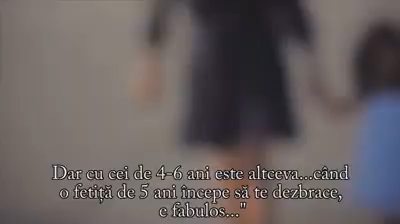 Dar cu cei de 4-6 ani este altceva...când
o fetiță de 5 ani începe să te dezbrace,
e fabulos..."